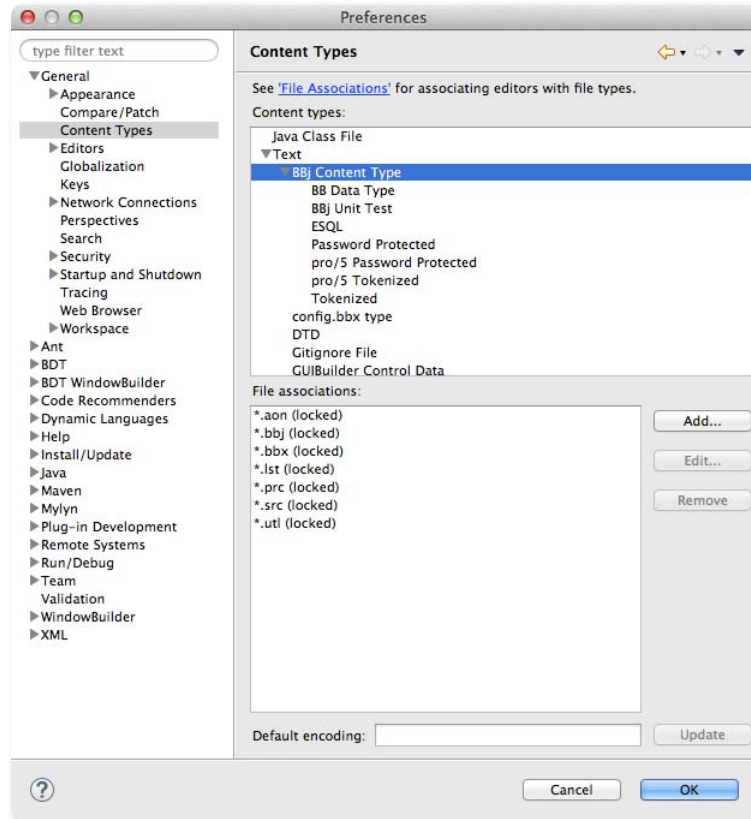 Preferences
type filter text
General
Appearance
Compare/Patch
Content Types
Editors
Globalization
Keys
Network Connections
Perspectives
Search
Security
Startup and Shutdown
Tracing
Web Browser
Workspace
Ant
BDT
BDT WindowBuilder
Code Recommenders
Dynamic Languages
Help
Install/Update
Java
Maven
Mylyn
Plug-in Development
Remote Systems
Run/Debug
Team
Validation
WindowBuilder
XML
Content Types
See 'File Associations' for associating editors with file types.
Content types:
Java Class File
Text
BBj Content Type
BB Data Type
BBj Unit Test
ESQL
Password Protected
pro/5 Password Protected
pro/5 Tokenized
Tokenized
config.bbx type
DTD
Gitignore File
GUIBuilder Control Data
File associations:
*.aon (locked)
*.bbj (locked)
*.bbx (locked)
*.lst (locked)
*.prc (locked)
*.src (locked)
*.utl (locked)
Add...
Edit...
Remove
Default encoding:
Update
?
Cancel
OK